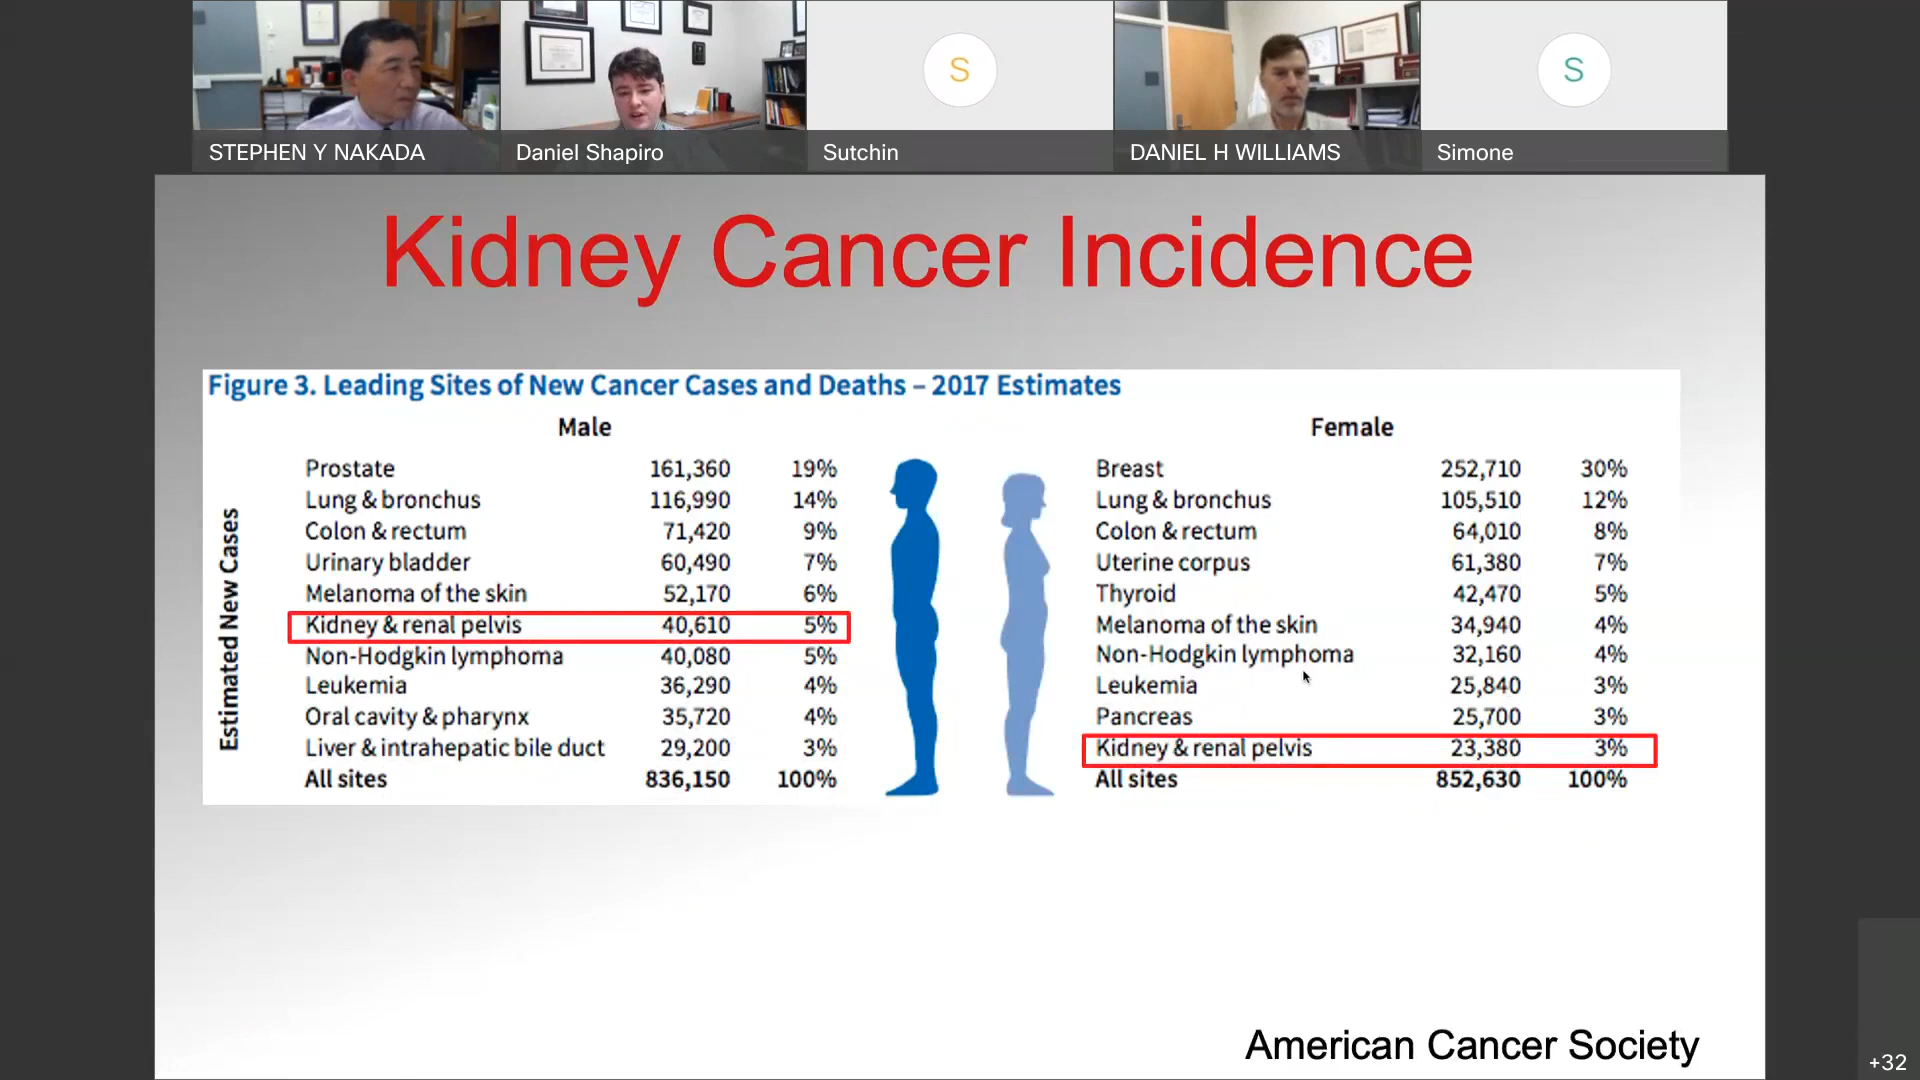 STEPHEN Y NAKADA
Daniel Shapiro
S
Sutchin
DANIEL H WILLIAMS
S
Simone
Kidney Cancer Incidence
Figure 3. Leading Sites of New Cancer Cases and Deaths – 2017 Estimates
Male
Female
Estimated New Cases
Prostate 161,360 19%
Lung & bronchus 116,990 14%
Colon & rectum 71,420 9%
Urinary bladder 60,490 7%
Melanoma of the skin 52,170 6%
Kidney & renal pelvis 40,610 5%
Non-Hodgkin lymphoma 40,080 5%
Leukemia 36,290 4%
Oral cavity & pharynx 35,720 4%
Liver & intrahepatic bile duct 29,200 3%
All sites 836,150 100%
Breast 252,710 30%
Lung & bronchus 105,510 12%
Colon & rectum 64,010 8%
Uterine corpus 61,380 7%
Thyroid 42,470 5%
Melanoma of the skin 34,940 4%
Non-Hodgkin lymphoma 32,160 4%
Leukemia 25,840 3%
Pancreas 25,700 3%
Kidney & renal pelvis 23,380 3%
All sites 852,630 100%
American Cancer Society
+32